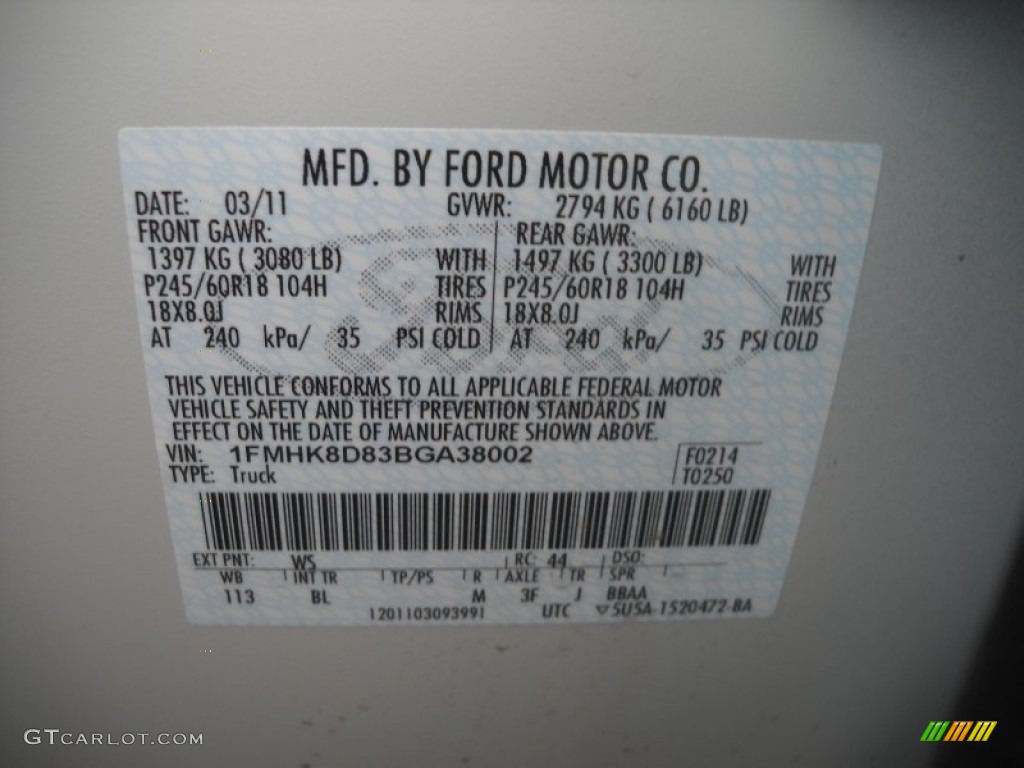 MFD. BY FORD MOTOR CO.
DATE: 03/11 GVWR: 2794 KG ( 6160 LB)
FRONT GAWR: REAR GAWR:
1397 KG ( 3080 LB) WITH 1497 KG ( 3300 LB) WITH
P245/60R18 104H TIRES P245/60R18 104H TIRES
18X8.0J RIMS 18X8.0J RIMS
AT 240 kPa/ 35 PSI COLD AT 240 kPa/ 35 PSI COLD
THIS VEHICLE CONFORMS TO ALL APPLICABLE FEDERAL MOTOR
VEHICLE SAFETY AND THEFT PREVENTION STANDARDS IN
EFFECT ON THE DATE OF MANUFACTURE SHOWN ABOVE.
VIN: 1FMHK8D83BGA38002 F0214
TYPE: Truck T0250
EXT PNT: WS RC: 44 DSO:
WB INT TR TP/PS R AXLE TR SPR
113 BL M 3F J BBAA
1201103093991 UTC 5U5A-1520472-BA
GTCARLOT.COM